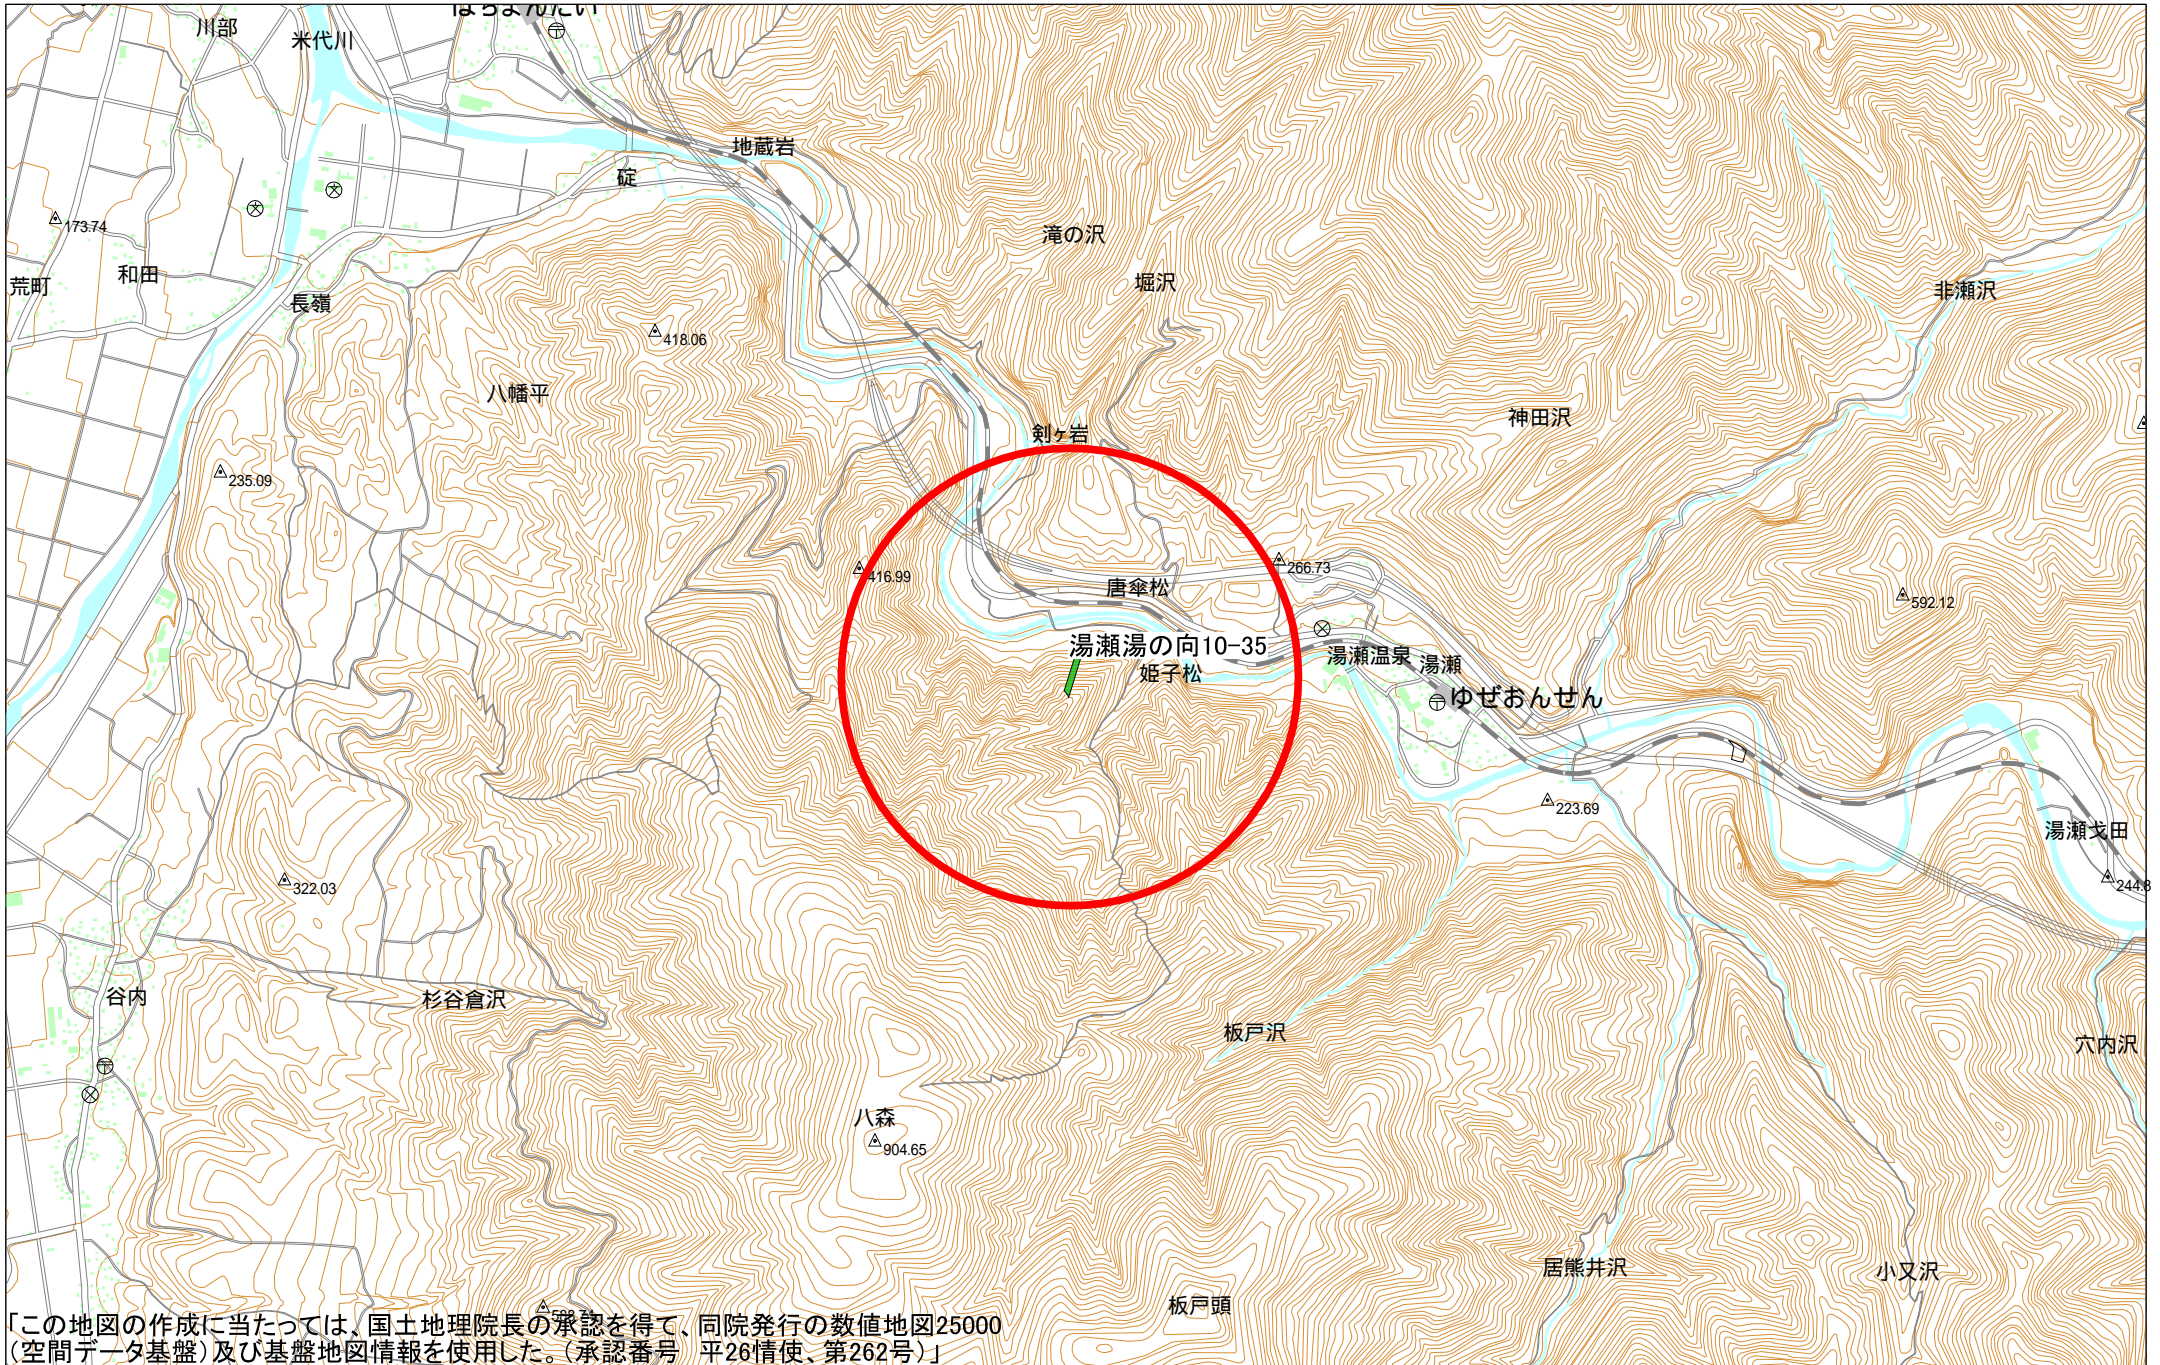 はちまんたい
川部
米代川
地蔵岩
碇
173.74
滝の沢
和田
荒町
堀沢
非瀬沢
長嶺
418.06
八幡平
神田沢
剣ヶ岩
235.09
266.73
416.99
唐傘松
592.12
湯瀬湯の向10-35
湯瀬温泉
湯瀬
姫子松
ゆぜおんせん
223.69
湯瀬戈田
322.03
244.8
谷内
杉谷倉沢
板戸沢
穴内沢
八森
904.65
居熊井沢
小又沢
板戸頭
「この地図の作成に当たっては、国土地理院長の承認を得て、同院発行の数値地図25000
（空間データ基盤）及び基盤地図情報を使用した。（承認番号　平26情使、第262号）」